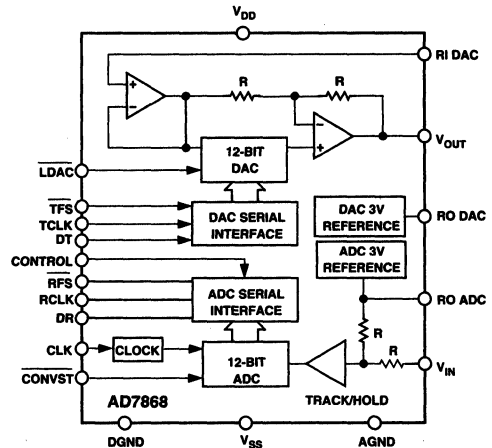 VDD
RI DAC
R
R
+
−
−
+
VOUT
12-BIT
DAC
LDAC
TFS
TCLK
DT
DAC SERIAL
INTERFACE
DAC 3V
REFERENCE
RO DAC
CONTROL
RFS
RCLK
DR
ADC SERIAL
INTERFACE
ADC 3V
REFERENCE
RO ADC
R
R
CLK
CLOCK
12-BIT
ADC
VIN
CONVST
TRACK/HOLD
AD7868
DGND
VSS
AGND